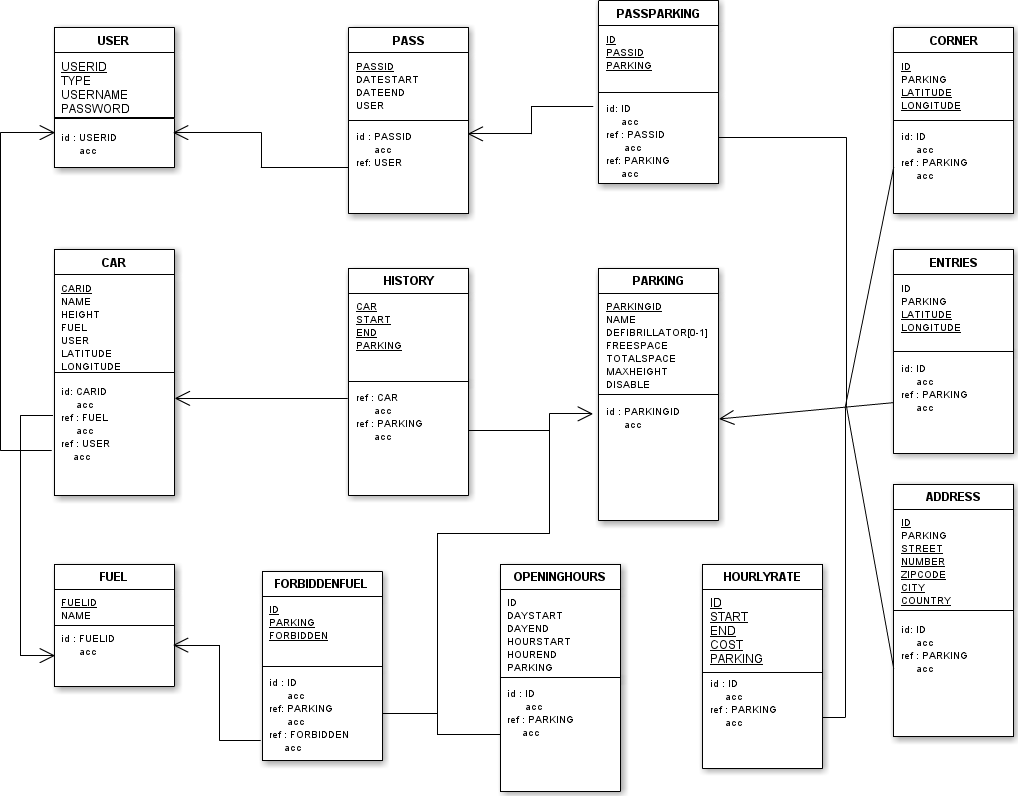 USER
USERID
TYPE
USERNAME
PASSWORD
id : USERID
acc
PASS
PASSID
DATESTART
DATEEND
USER
id : PASSID
acc
ref: USER
PASSPARKING
ID
PASSID
PARKING
id: ID
acc
ref : PASSID
acc
ref: PARKING
acc
CORNER
ID
PARKING
LATITUDE
LONGITUDE
id: ID
acc
ref : PARKING
acc
CAR
CARID
NAME
HEIGHT
FUEL
USER
LATITUDE
LONGITUDE
id: CARID
acc
ref : FUEL
acc
ref : USER
acc
HISTORY
CAR
START
END
PARKING
ref : CAR
acc
ref : PARKING
acc
PARKING
PARKINGID
NAME
DEFIBRILLATOR[0-1]
FREESPACE
TOTALSPACE
MAXHEIGHT
DISABLE
id : PARKINGID
acc
ENTRIES
ID
PARKING
LATITUDE
LONGITUDE
id: ID
acc
ref : PARKING
acc
FUEL
FUELID
NAME
id : FUELID
acc
FORBIDDENFUEL
ID
PARKING
FORBIDDEN
id : ID
acc
ref: PARKING
acc
ref : FORBIDDEN
acc
OPENINGHOURS
ID
DAYSTART
DAYEND
HOURSTART
HOUREND
PARKING
id : ID
acc
ref : PARKING
acc
HOURLYRATE
ID
START
END
COST
PARKING
id : ID
acc
ref : PARKING
acc
ADDRESS
ID
PARKING
STREET
NUMBER
ZIPCODE
CITY
COUNTRY
id: ID
acc
ref : PARKING
acc